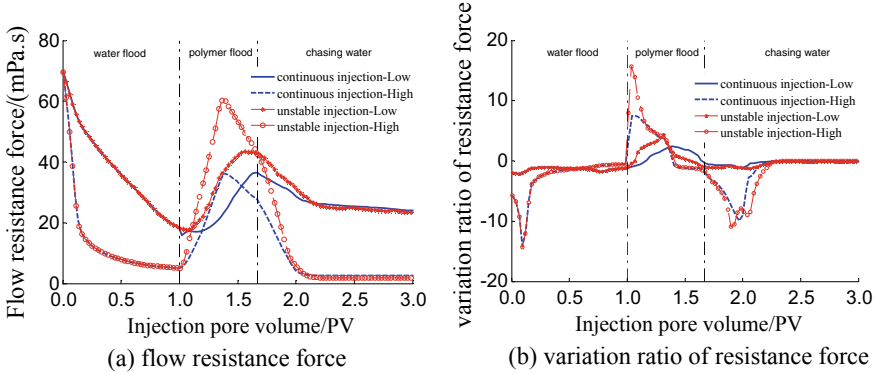 (a)
80
60
40
20
0
0.0 0.5 1.0 1.5 2.0 2.5 3.0
Flow resistance force/(mPa.s)
Injection pore volume/PV
water flood
polymer flood
chasing water
continuous injection-Low
continuous injection-High
unstable injection-Low
unstable injection-High
(a) flow resistance force
(b)
20
10
0
-10
-20
0.0 0.5 1.0 1.5 2.0 2.5 3.0
variation ratio of resistance force
Injection pore volume/PV
water flood
polymer flood
chasing water
continuous injection-Low
continuous injection-High
unstable injection-Low
unstable injection-High
(b) variation ratio of resistance force